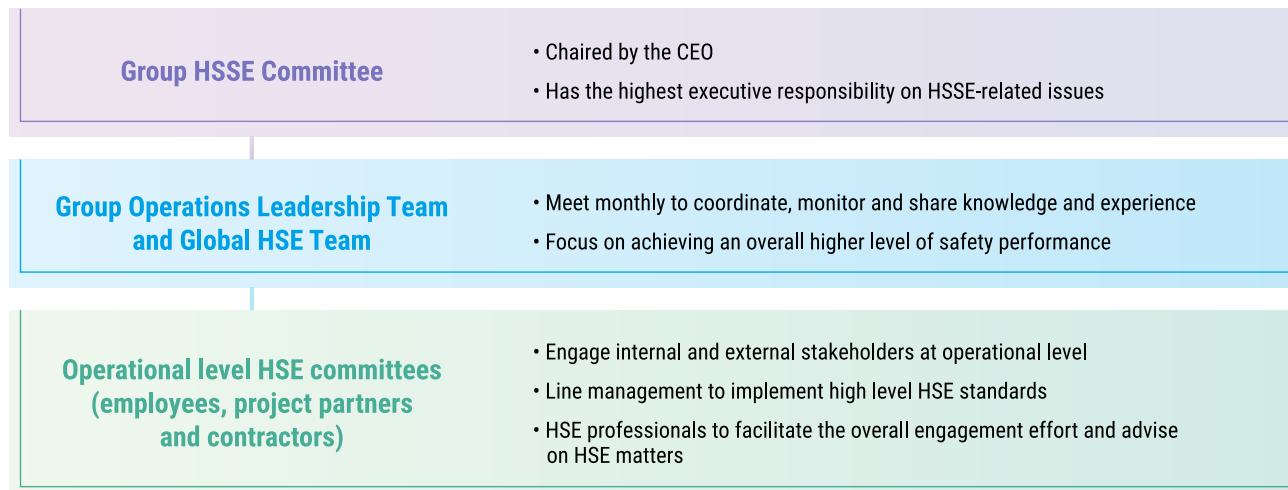 Group HSSE Committee
• Chaired by the CEO
• Has the highest executive responsibility on HSSE-related issues
Group Operations Leadership Team
and Global HSE Team
• Meet monthly to coordinate, monitor and share knowledge and experience
• Focus on achieving an overall higher level of safety performance
Operational level HSE committees
(employees, project partners
and contractors)
• Engage internal and external stakeholders at operational level
• Line management to implement high level HSE standards
• HSE professionals to facilitate the overall engagement effort and advise
on HSE matters